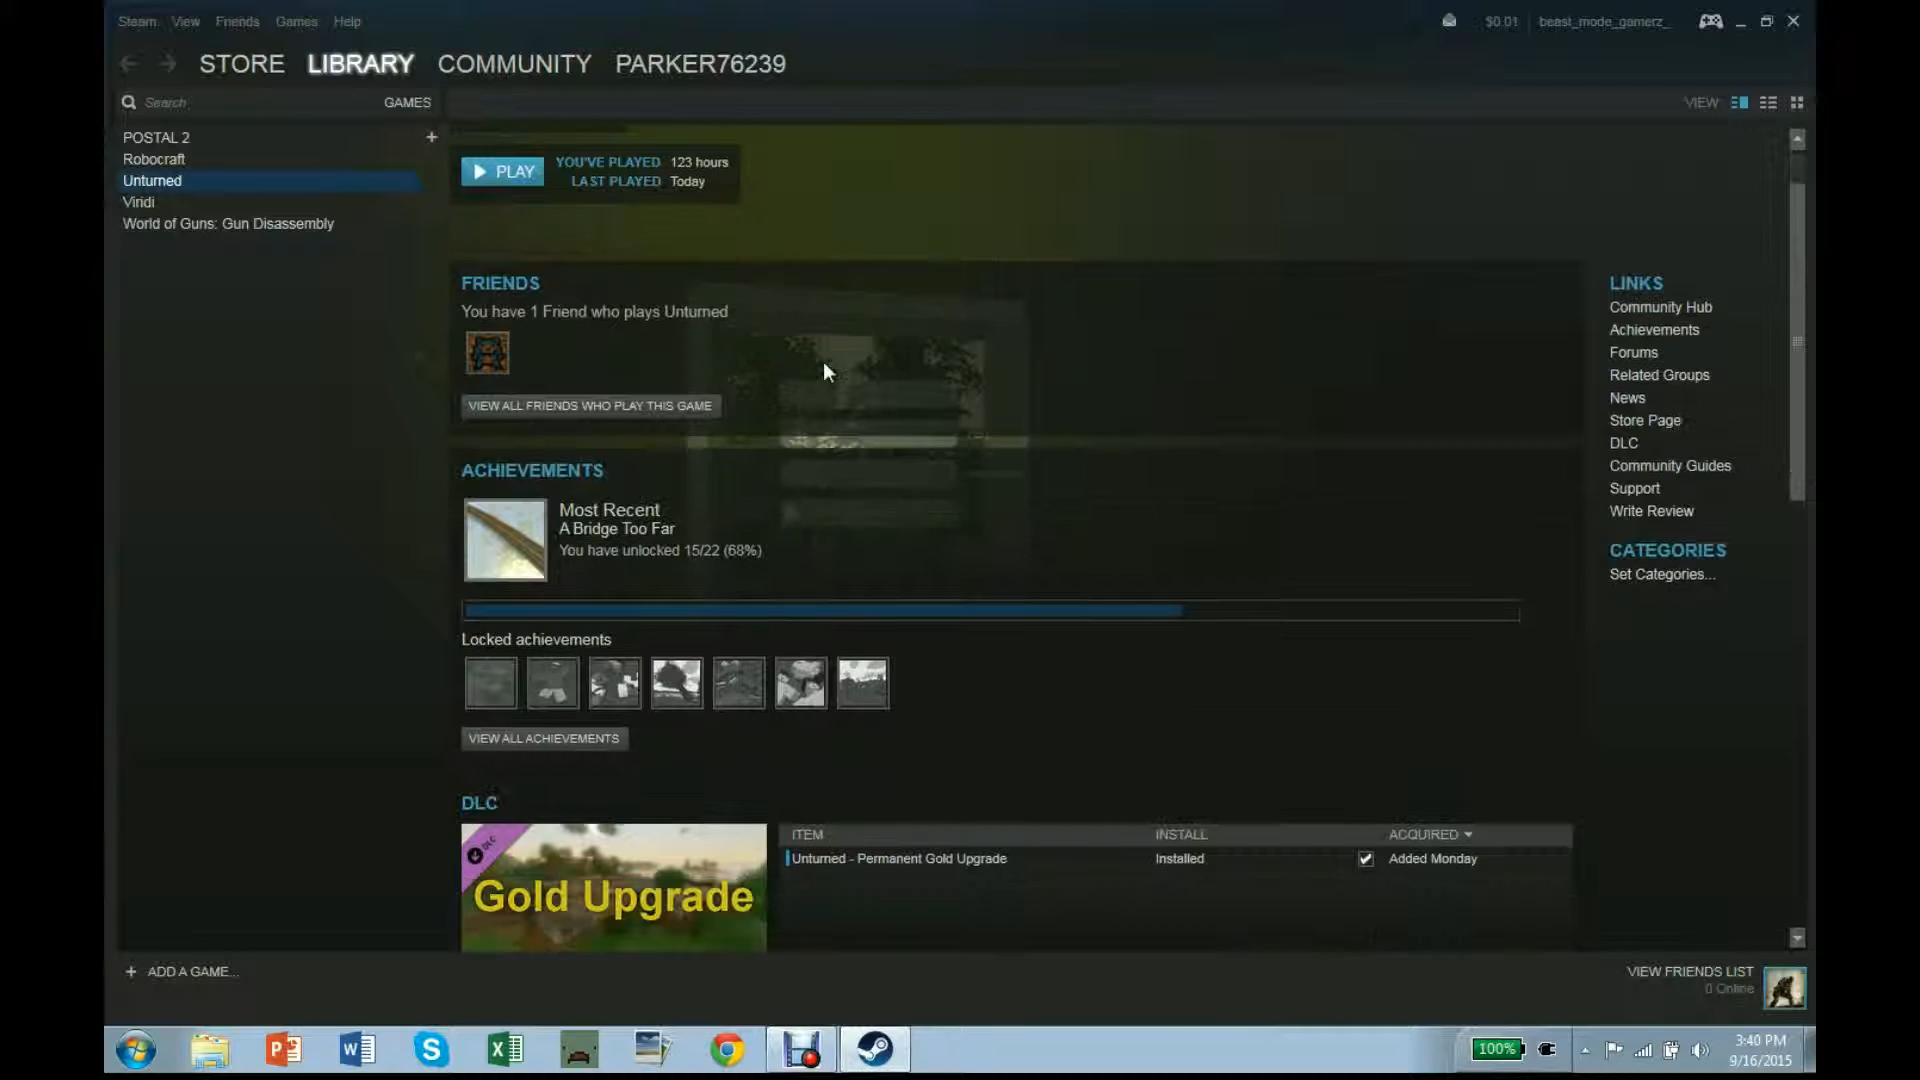 Steam View Friends Games Help
$0.01 beast_mode_gamerz_
STORE LIBRARY COMMUNITY PARKER76239
Search GAMES
VIEW
POSTAL 2 +
Robocraft
Unturned
Viridi
World of Guns: Gun Disassembly
PLAY
YOU'VE PLAYED 123 hours
LAST PLAYED Today
FRIENDS
You have 1 Friend who plays Unturned
VIEW ALL FRIENDS WHO PLAY THIS GAME
ACHIEVEMENTS
Most Recent
A Bridge Too Far
You have unlocked 15/22 (68%)
Locked achievements
VIEW ALL ACHIEVEMENTS
DLC
DLC
Gold Upgrade
ITEM INSTALL ACQUIRED
Unturned - Permanent Gold Upgrade Installed Added Monday
LINKS
Community Hub
Achievements
Forums
Related Groups
News
Store Page
DLC
Community Guides
Support
Write Review
CATEGORIES
Set Categories...
+ ADD A GAME...
VIEW FRIENDS LIST
0 Online
100%
3:40 PM
9/16/2015